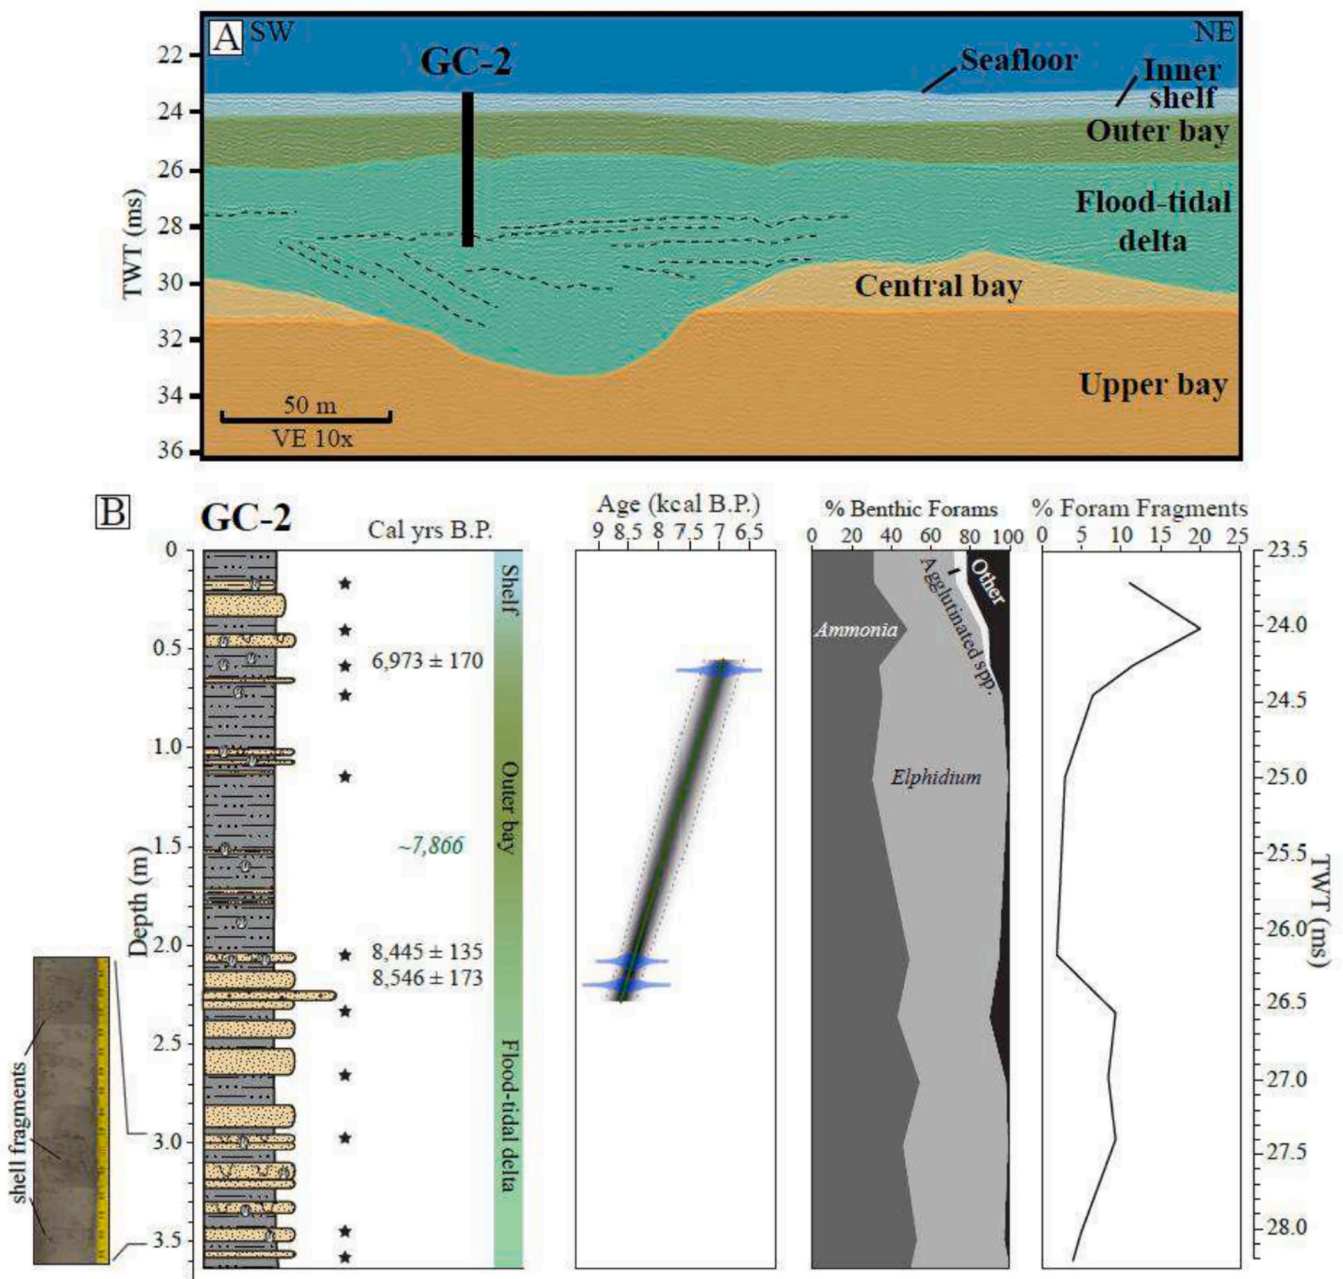 A
SW
NE
GC-2
Seafloor
Inner
shelf
Outer bay
Flood-tidal
delta
Central bay
Upper bay
TWT (ms)
22
24
26
28
30
32
34
36
50 m
VE 10x
B
GC-2
Cal yrs B.P.
Age (kcal B.P.)
9 8.5 8 7.5 7 6.5
% Benthic Forams
0 20 40 60 80 100
% Foram Fragments
0 5 10 15 20 25
Depth (m)
0
0.5
1.0
1.5
2.0
2.5
3.0
3.5
6,973 ± 170
~7,866
8,445 ± 135
8,546 ± 173
Shelf
Outer bay
Flood-tidal delta
Ammonia
Elphidium
Agglutinated spp.
Other
23.5
24.0
24.5
25.0
25.5
26.0
26.5
27.0
27.5
28.0
TWT (ms)
shell fragments